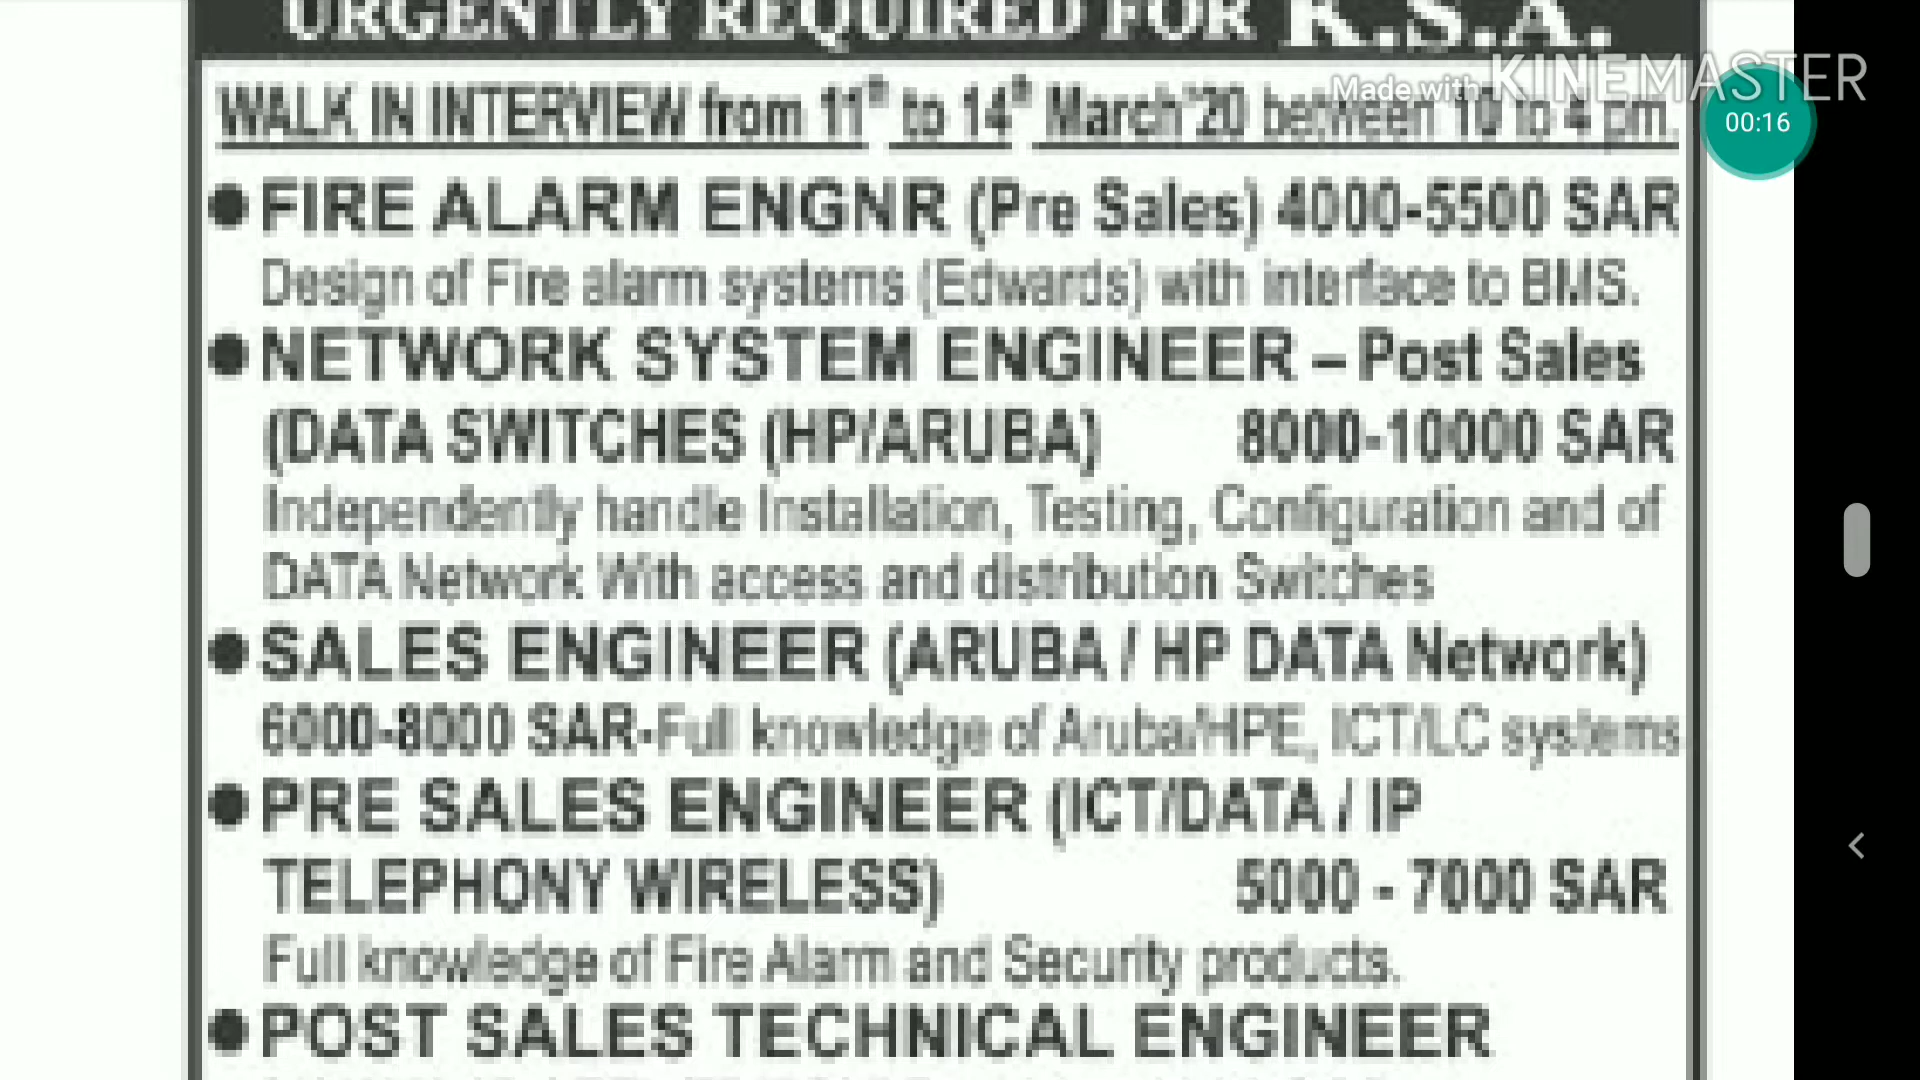 URGENTLY REQUIRED FOR K.S.A.
Made with KINEMASTER
WALK IN INTERVIEW from 11th to 14th March'20 between 10 to 4 pm.
00:16
● FIRE ALARM ENGNR (Pre Sales) 4000-5500 SAR
Design of Fire alarm systems (Edwards) with interface to BMS.
● NETWORK SYSTEM ENGINEER – Post Sales
(DATA SWITCHES (HP/ARUBA) 8000-10000 SAR
Independently handle Installation, Testing, Configuration and of
DATA Network With access and distribution Switches
● SALES ENGINEER (ARUBA / HP DATA Network)
6000-8000 SAR-Full knowledge of Aruba/HPE, ICT/LC systems
● PRE SALES ENGINEER (ICT/DATA / IP
TELEPHONY WIRELESS) 5000 - 7000 SAR
Full knowledge of Fire Alarm and Security products.
● POST SALES TECHNICAL ENGINEER